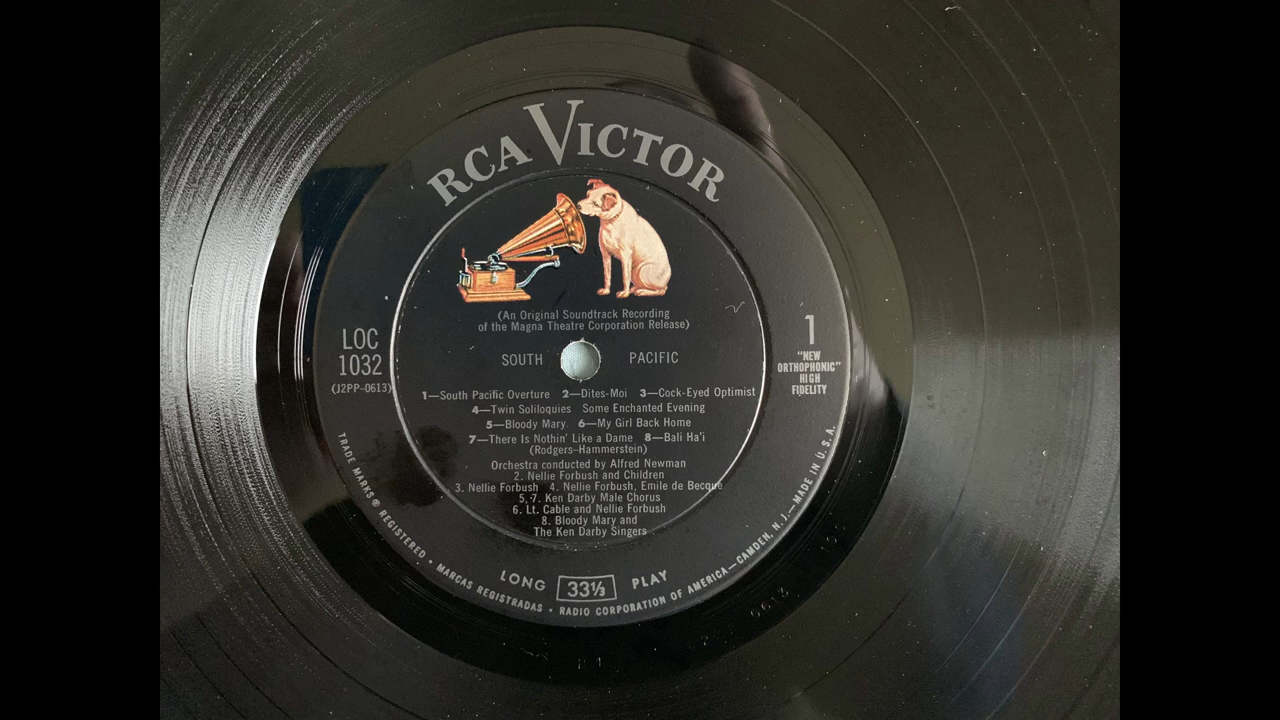 RCA VICTOR
(An Original Soundtrack Recording
of the Magna Theatre Corporation Release)
LOC
1032
(J2PP-0613)
SOUTH PACIFIC
1
"NEW
ORTHOPHONIC"
HIGH
FIDELITY
1—South Pacific Overture 2—Dites-Moi 3—Cock-Eyed Optimist
4—Twin Soliloquies Some Enchanted Evening
5—Bloody Mary 6—My Girl Back Home
7—There Is Nothin' Like a Dame 8—Bali Ha'i
(Rodgers-Hammerstein)
Orchestra conducted by Alfred Newman
2. Nellie Forbush and Children
3. Nellie Forbush 4. Nellie Forbush, Emile de Becque
5, 7. Ken Darby Male Chorus
6. Lt. Cable and Nellie Forbush
8. Bloody Mary and
The Ken Darby Singers
LONG 33⅓ PLAY
TRADE MARKS ® REGISTERED • MARCAS REGISTRADAS • RADIO CORPORATION OF AMERICA—CAMDEN, N. J.—MADE IN U. S. A.